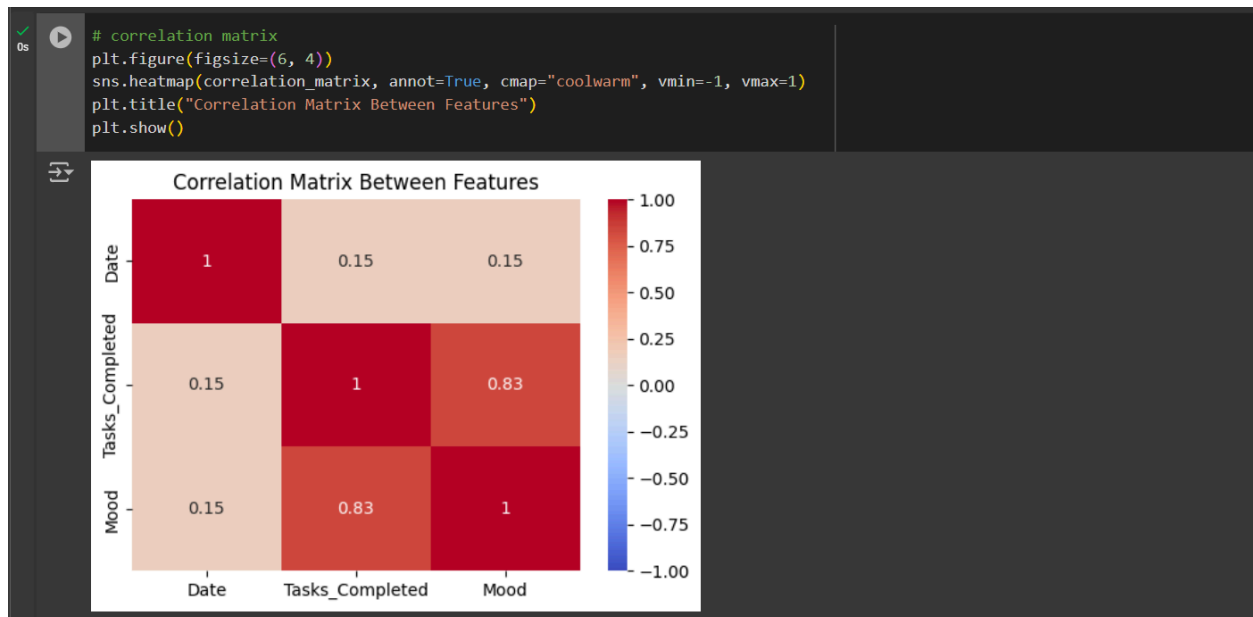 0s
# correlation matrix
plt.figure(figsize=(6, 4))
sns.heatmap(correlation_matrix, annot=True, cmap="coolwarm", vmin=-1, vmax=1)
plt.title("Correlation Matrix Between Features")
plt.show()
Correlation Matrix Between Features
Date
1
0.15
0.15
Tasks_Completed
0.15
1
0.83
Mood
0.15
0.83
1
Date
Tasks_Completed
Mood
1.00
0.75
0.50
0.25
0.00
−0.25
−0.50
−0.75
−1.00